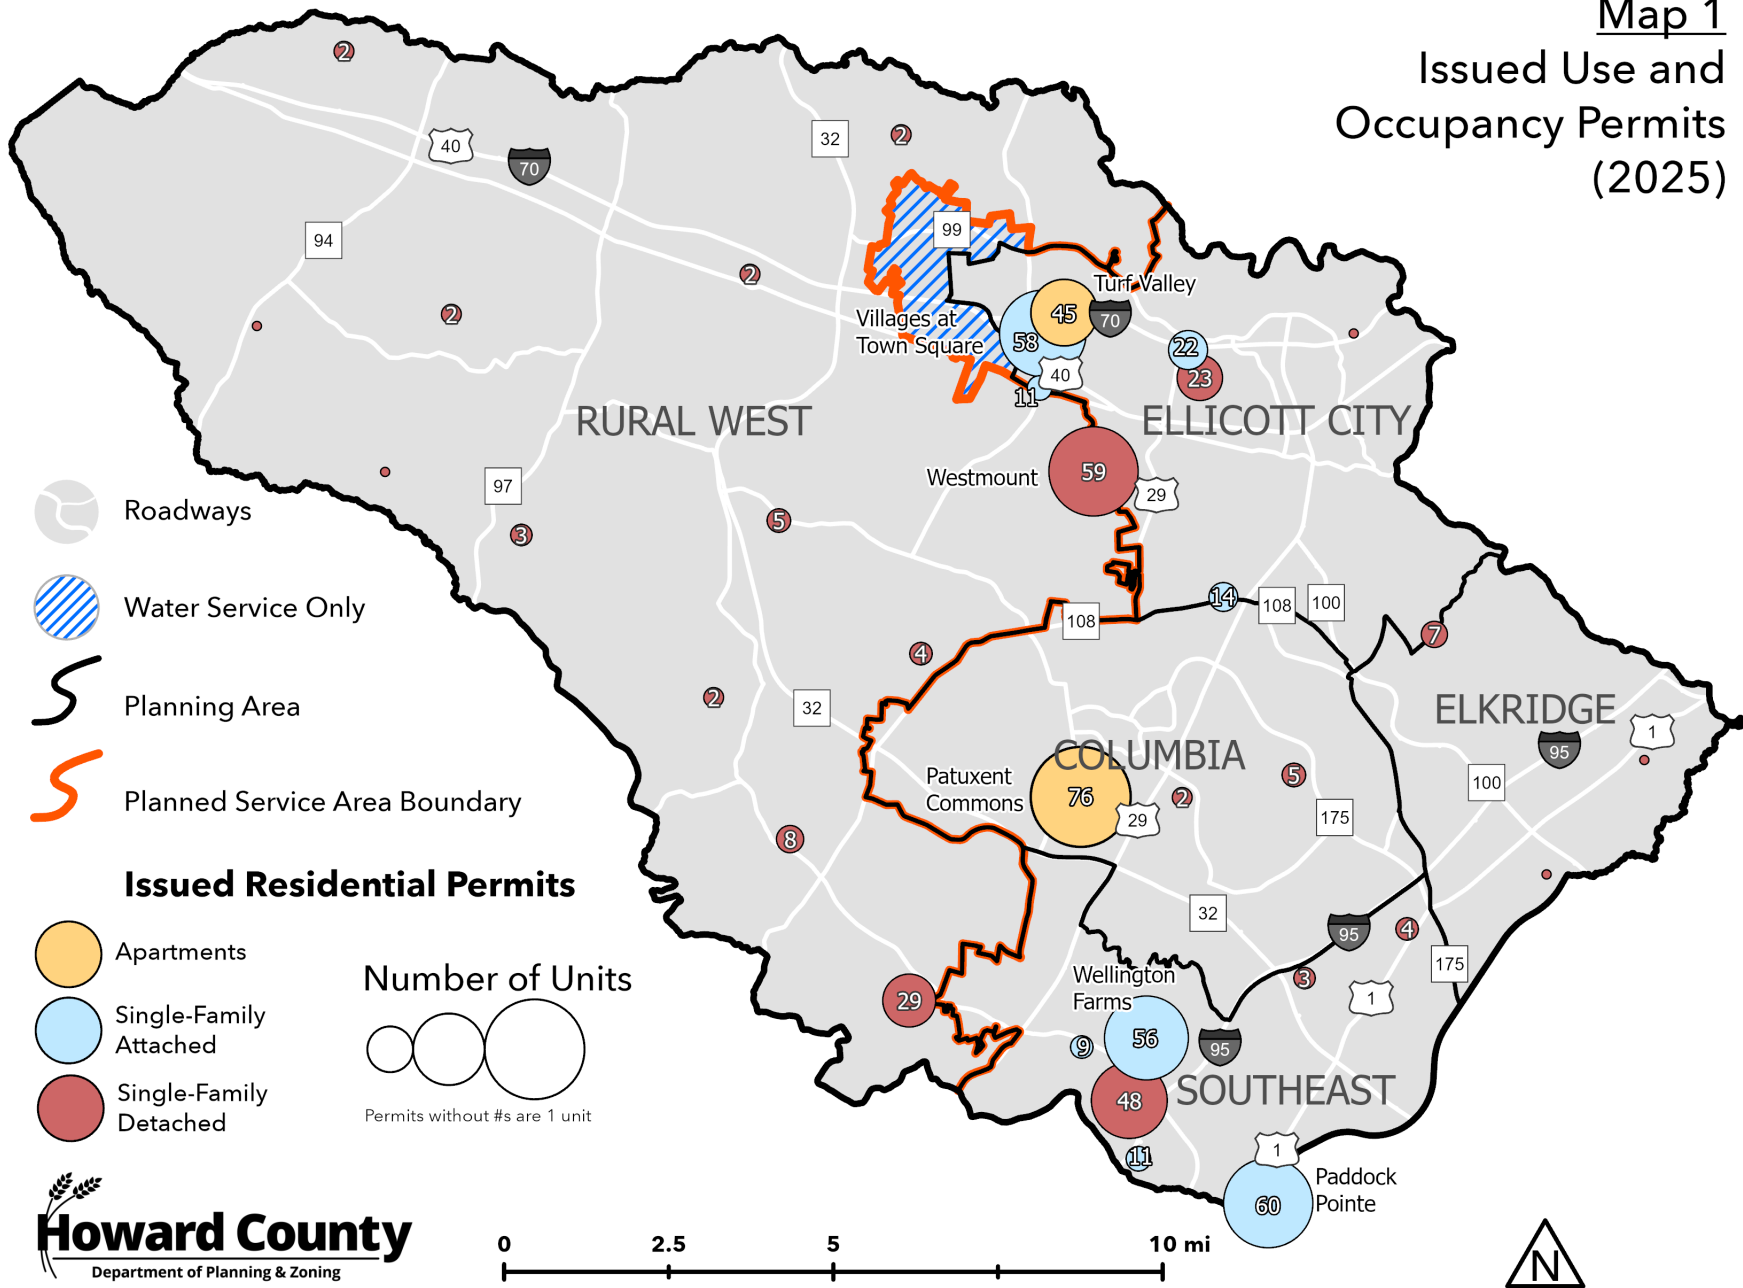 Map 1
Issued Use and
Occupancy Permits
(2025)
2
40
70
32
2
99
94
2
2
Turf Valley
45
70
Villages at
Town Square
58
22
40
23
11
RURAL WEST
ELLICOTT CITY
59
Westmount
29
97
5
3
14
108
100
108
7
4
2
32
ELKRIDGE
1
95
COLUMBIA
Patuxent
Commons
76
29
2
5
100
175
8
32
95
4
175
3
1
Wellington
Farms
29
56
9
95
48
SOUTHEAST
11
1
60
Paddock
Pointe
Roadways
Water Service Only
Planning Area
Planned Service Area Boundary
Issued Residential Permits
Apartments
Single-Family
Attached
Single-Family
Detached
Number of Units
Permits without #s are 1 unit
Howard County
Department of Planning & Zoning
0 2.5 5 10 mi
N